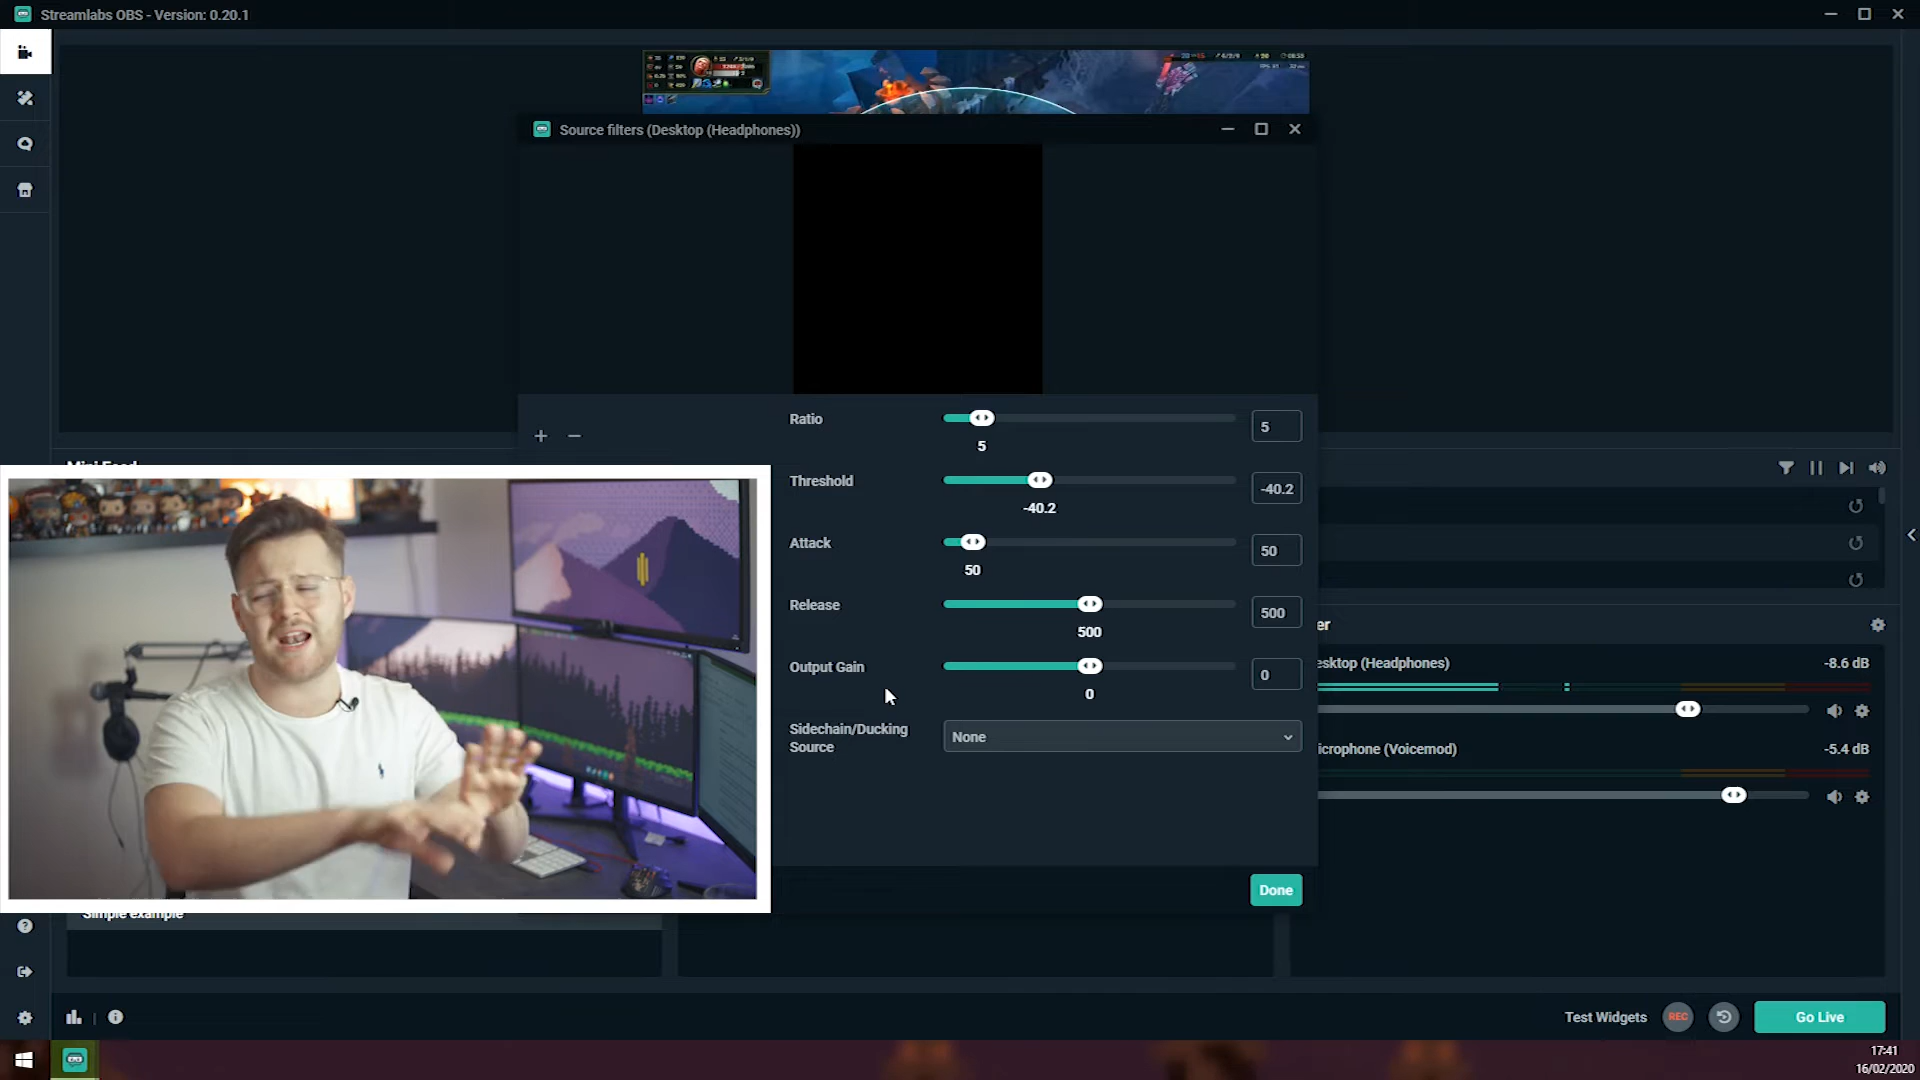 Streamlabs OBS - Version: 0.20.1
Source filters (Desktop (Headphones))
Ratio
5
5
Threshold
-40.2
-40.2
Attack
50
50
Release
500
500
Output Gain
0
0
Sidechain/Ducking
Source
None
Done
Mini Feed
er
esktop (Headphones)
-8.6 dB
icrophone (Voicemod)
-5.4 dB
Simple example
Test Widgets
REC
Go Live
17:41
16/02/2020